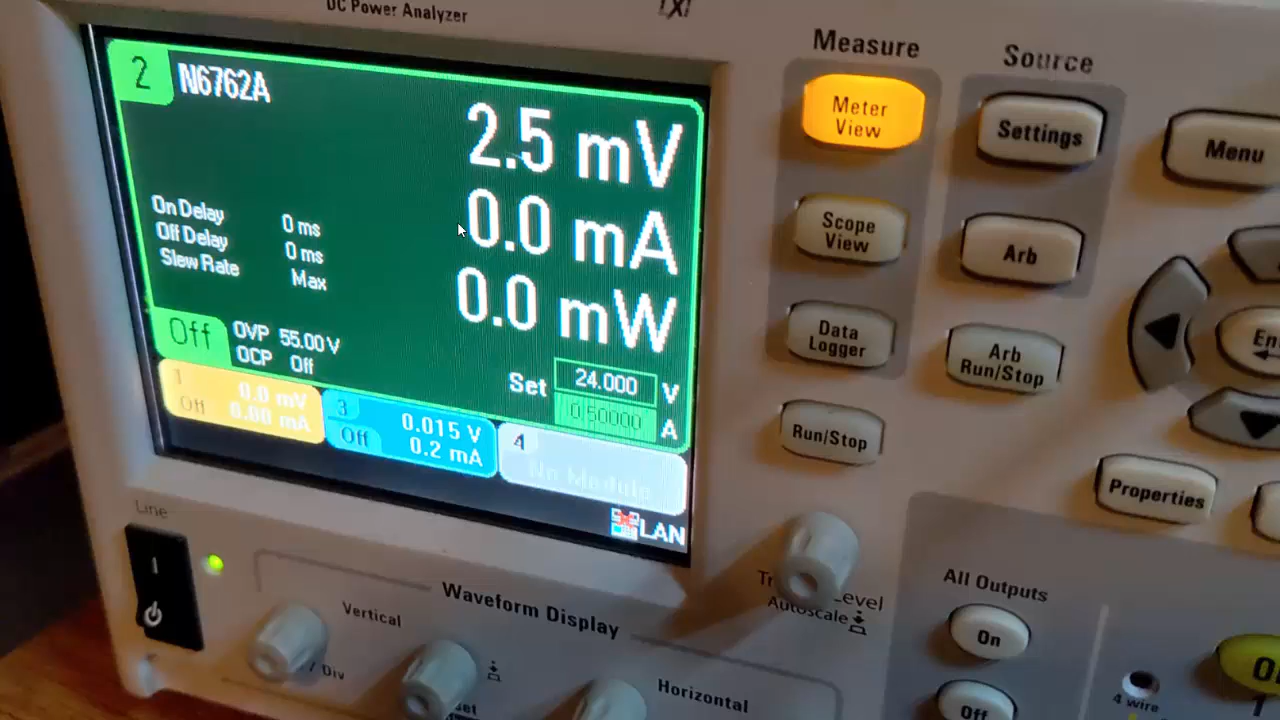 DC Power Analyzer
LXI
2
N6762A
2.5 mV
0.0 mA
0.0 mW
On Delay 0 ms
Off Delay 0 ms
Slew Rate Max
Off
OVP 55.00 V
OCP Off
Set 24.000 V
0.50000 A
1
0.0 mV
Off
0.00 mA
3
0.015 V
Off
0.2 mA
4
No Module
LAN
Measure
Meter
View
Scope
View
Data
Logger
Run/Stop
Source
Settings
Arb
Arb
Run/Stop
Menu
Properties
Line
Waveform Display
Vertical
/ Div
Horizontal
Autoscale
All Outputs
On
Off
4 wire
1